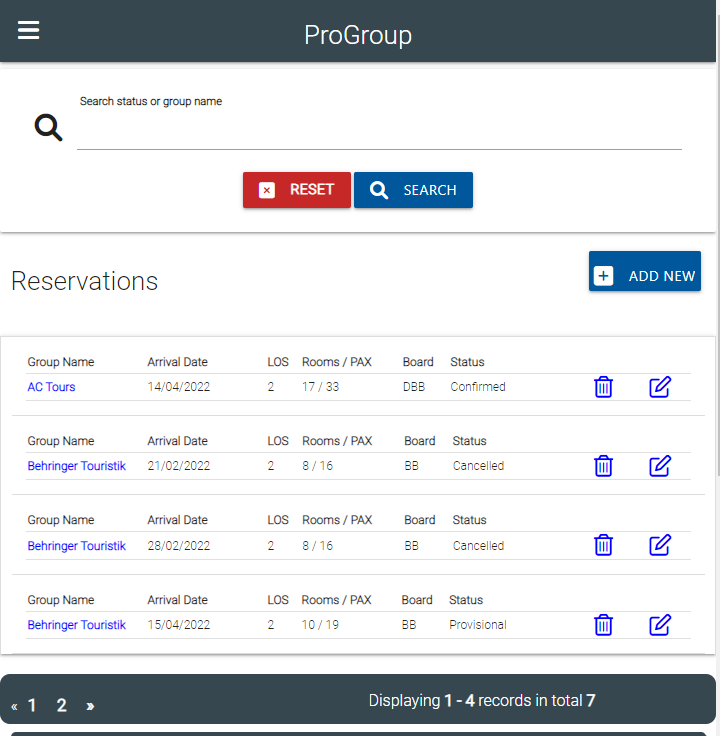 ProGroup
Search status or group name
RESET SEARCH
Reservations
ADD NEW
Group Name Arrival Date LOS Rooms / PAX Board Status
AC Tours 14/04/2022 2 17 / 33 DBB Confirmed
Group Name Arrival Date LOS Rooms / PAX Board Status
Behringer Touristik 21/02/2022 2 8 / 16 BB Cancelled
Group Name Arrival Date LOS Rooms / PAX Board Status
Behringer Touristik 28/02/2022 2 8 / 16 BB Cancelled
Group Name Arrival Date LOS Rooms / PAX Board Status
Behringer Touristik 15/04/2022 2 10 / 19 BB Provisional
« 1 2 » Displaying 1 - 4 records in total 7